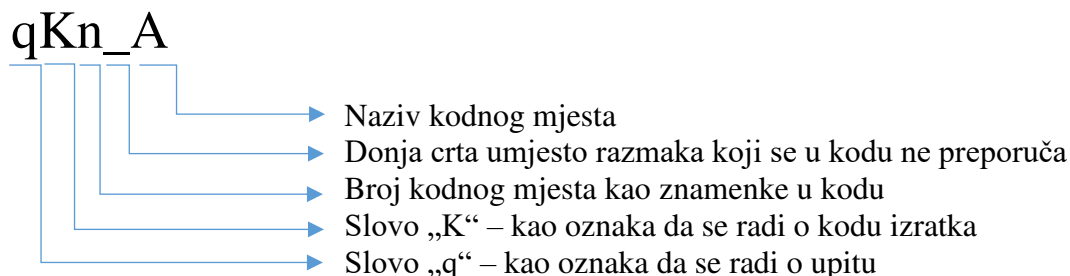 qKn_A
Naziv kodnog mjesta
Donja crta umjesto razmaka koji se u kodu ne preporuča
Broj kodnog mjesta kao znamenke u kodu
Slovo „K“ – kao oznaka da se radi o kodu izratka
Slovo „q“ – kao oznaka da se radi o upitu